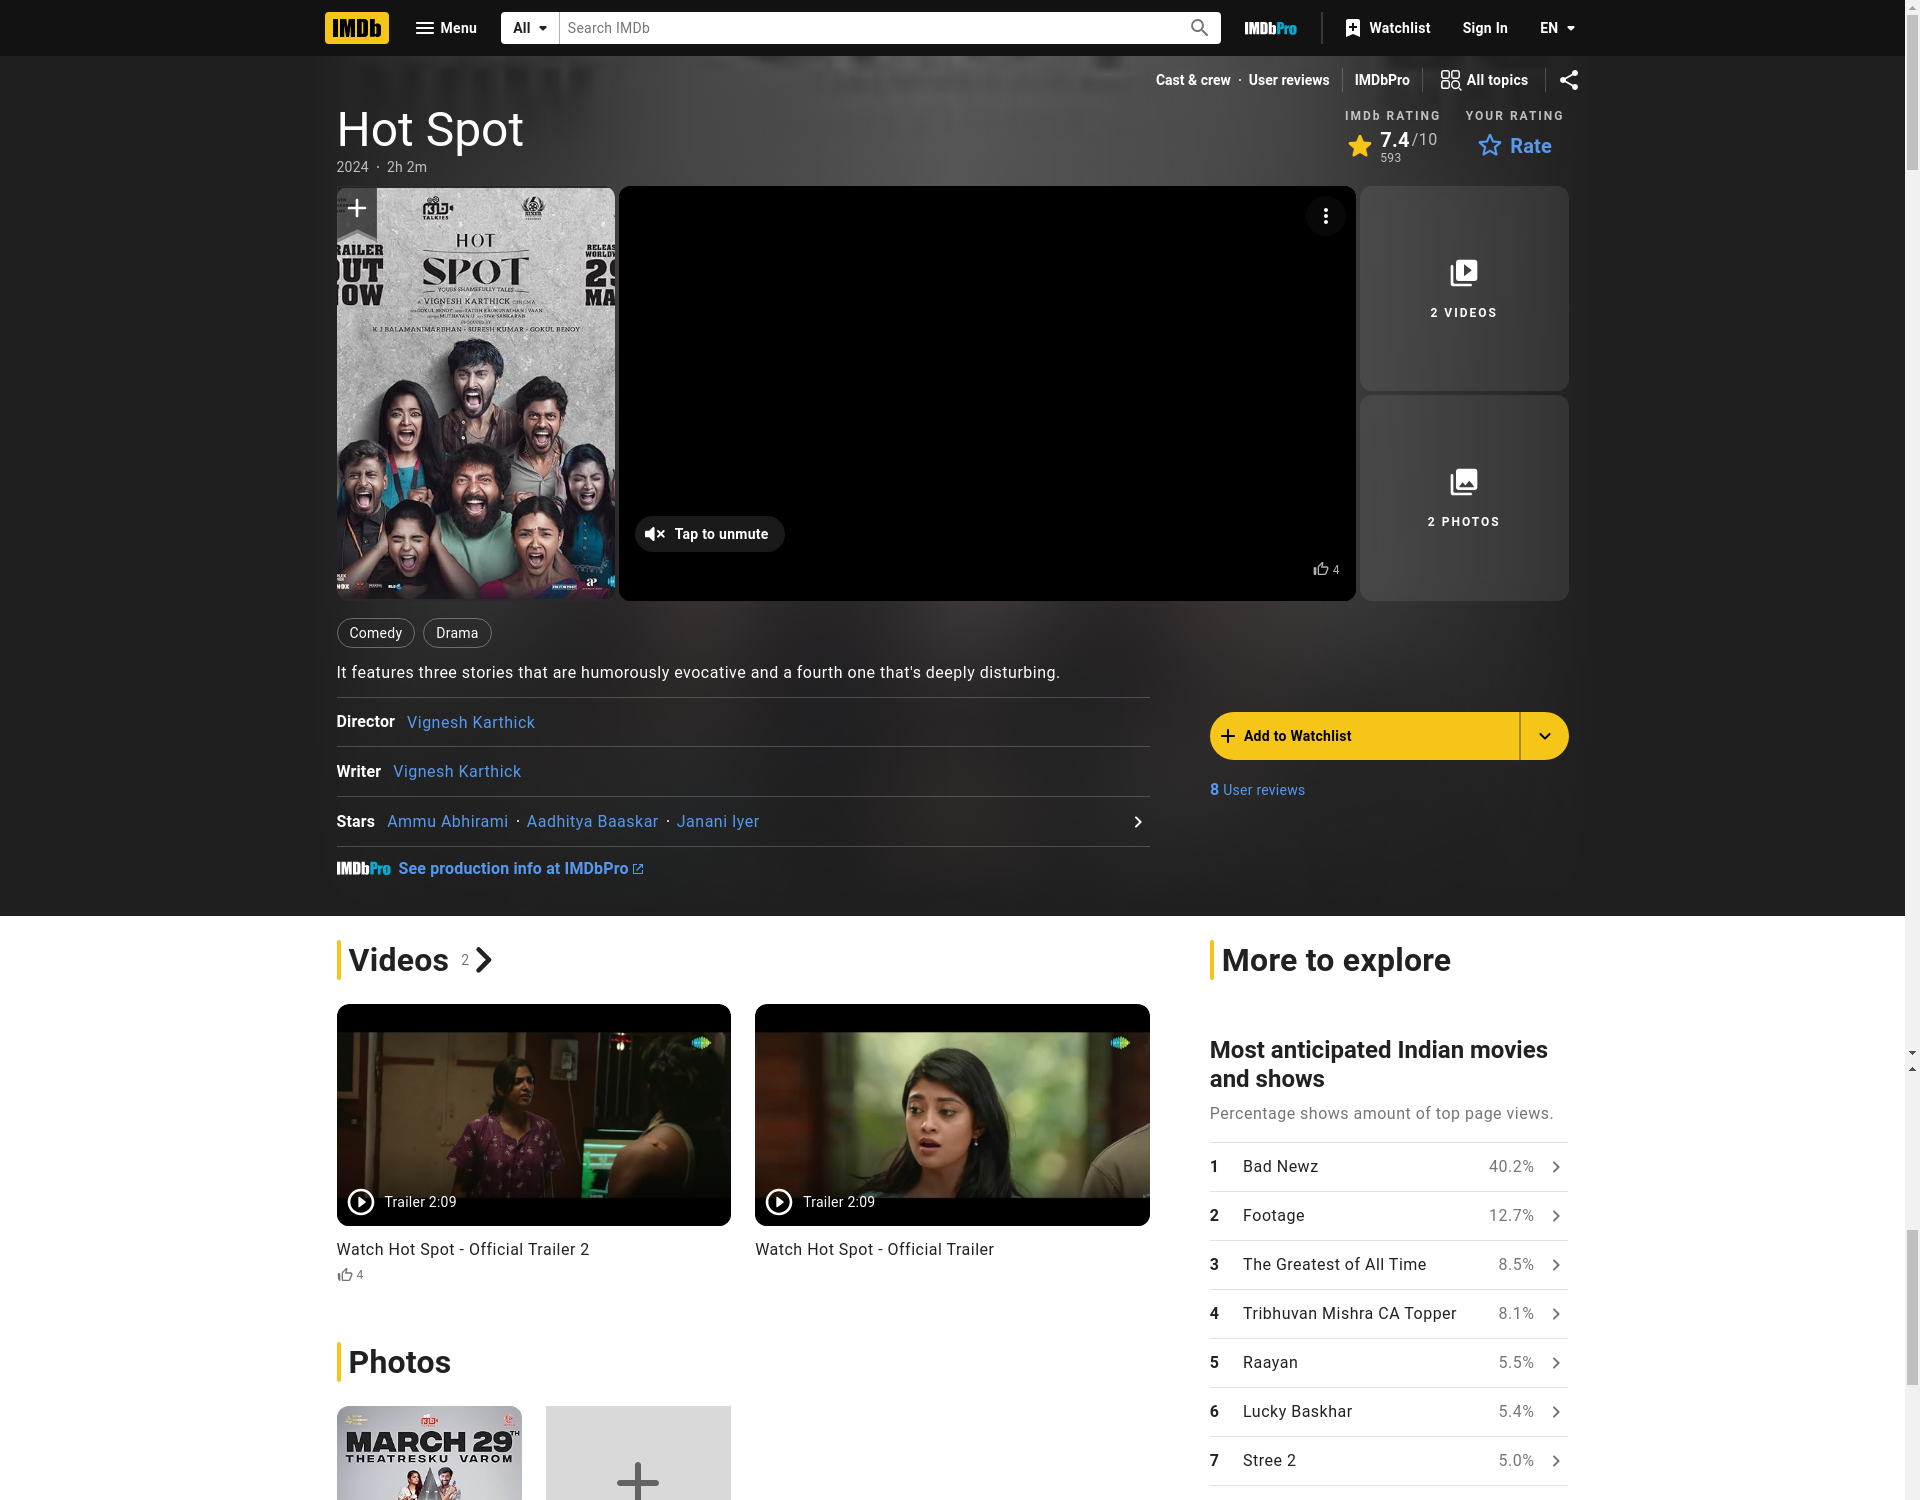 IMDb
Menu
All
Search IMDb
IMDbPro
Watchlist
Sign In
EN
Cast & crew · User reviews
IMDbPro
All topics
Hot Spot
2024 · 2h 2m
IMDb RATING
7.4/10
593
YOUR RATING
Rate
TALKIES
RAILER
OUT
NOW
HOT
SPOT
YOURS SHAMEFULLY TALES
A VIGNESH KARTHICK CINEMA
K J BALAMANIMARBHAN - SURESH KUMAR - GOKUL BENOY
RELEAS
WORLDW
29
MA
Tap to unmute
4
2 VIDEOS
2 PHOTOS
Comedy
Drama
It features three stories that are humorously evocative and a fourth one that's deeply disturbing.
Director Vignesh Karthick
Writer Vignesh Karthick
Stars Ammu Abhirami · Aadhitya Baaskar · Janani Iyer
IMDbPro See production info at IMDbPro
Add to Watchlist
8 User reviews
Videos 2
Trailer 2:09
Watch Hot Spot - Official Trailer 2
4
Trailer 2:09
Watch Hot Spot - Official Trailer
Photos
MARCH 29TH
THEATRESKU VAROM
More to explore
Most anticipated Indian movies
and shows
Percentage shows amount of top page views.
1 Bad Newz 40.2%
2 Footage 12.7%
3 The Greatest of All Time 8.5%
4 Tribhuvan Mishra CA Topper 8.1%
5 Raayan 5.5%
6 Lucky Baskhar 5.4%
7 Stree 2 5.0%